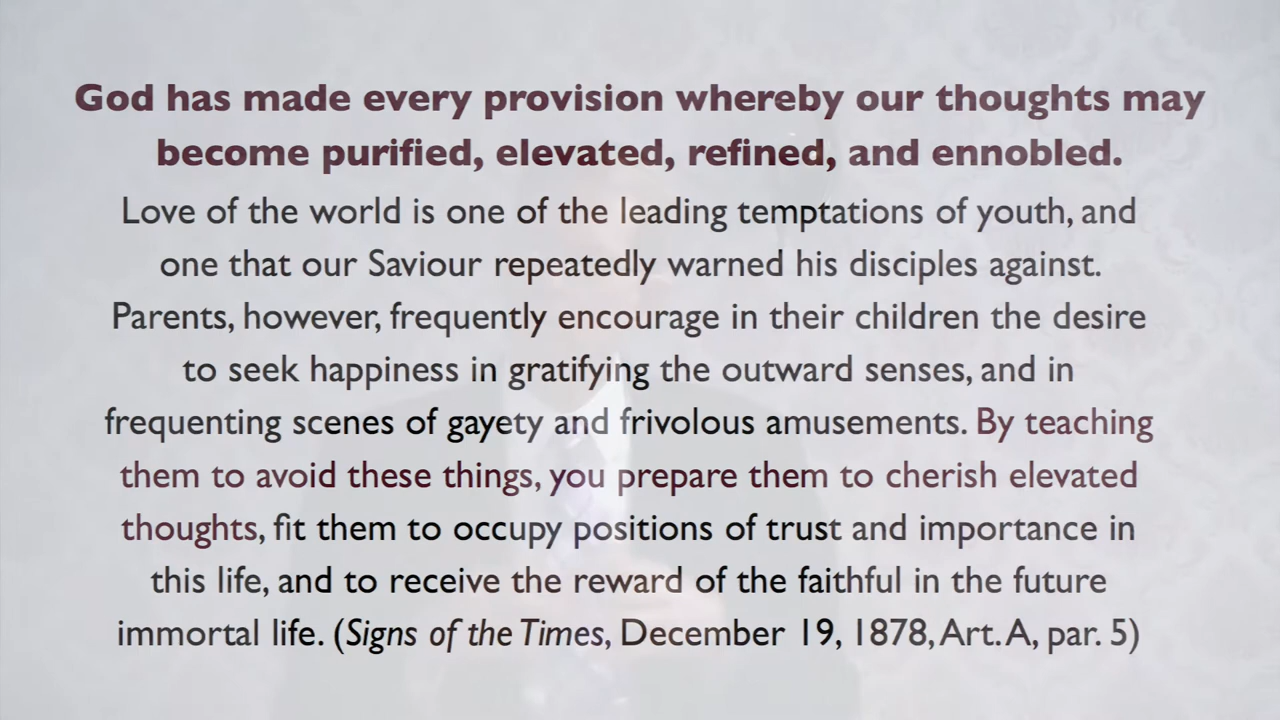 God has made every provision whereby our thoughts may
become purified, elevated, refined, and ennobled.
Love of the world is one of the leading temptations of youth, and
one that our Saviour repeatedly warned his disciples against.
Parents, however, frequently encourage in their children the desire
to seek happiness in gratifying the outward senses, and in
frequenting scenes of gayety and frivolous amusements. By teaching
them to avoid these things, you prepare them to cherish elevated
thoughts, fit them to occupy positions of trust and importance in
this life, and to receive the reward of the faithful in the future
immortal life. (Signs of the Times, December 19, 1878, Art. A, par. 5)